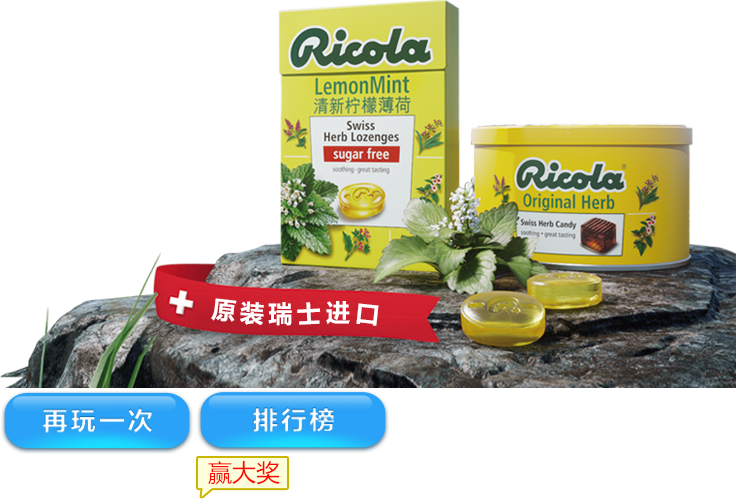 Ricola
LemonMint
清新柠檬薄荷
Swiss
Herb Lozenges
sugar free
soothing · great tasting
Ricola®
Original Herb
Swiss Herb Candy
soothing • great tasting
原装瑞士进口
再玩一次
排行榜
赢大奖